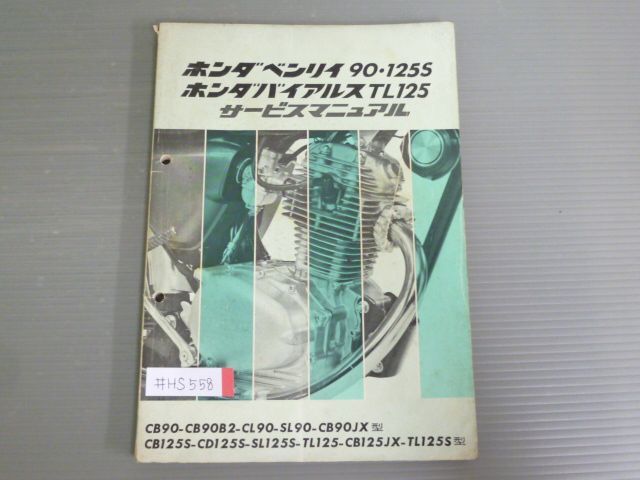 ホンダベンリイ 90・125S
ホンダバイアルス TL125
サービスマニュアル
#HS558
CB90-CB90B2-CL90-SL90-CB90JX 型
CB125S-CD125S-SL125S-TL125-CB125JX-TL125S 型